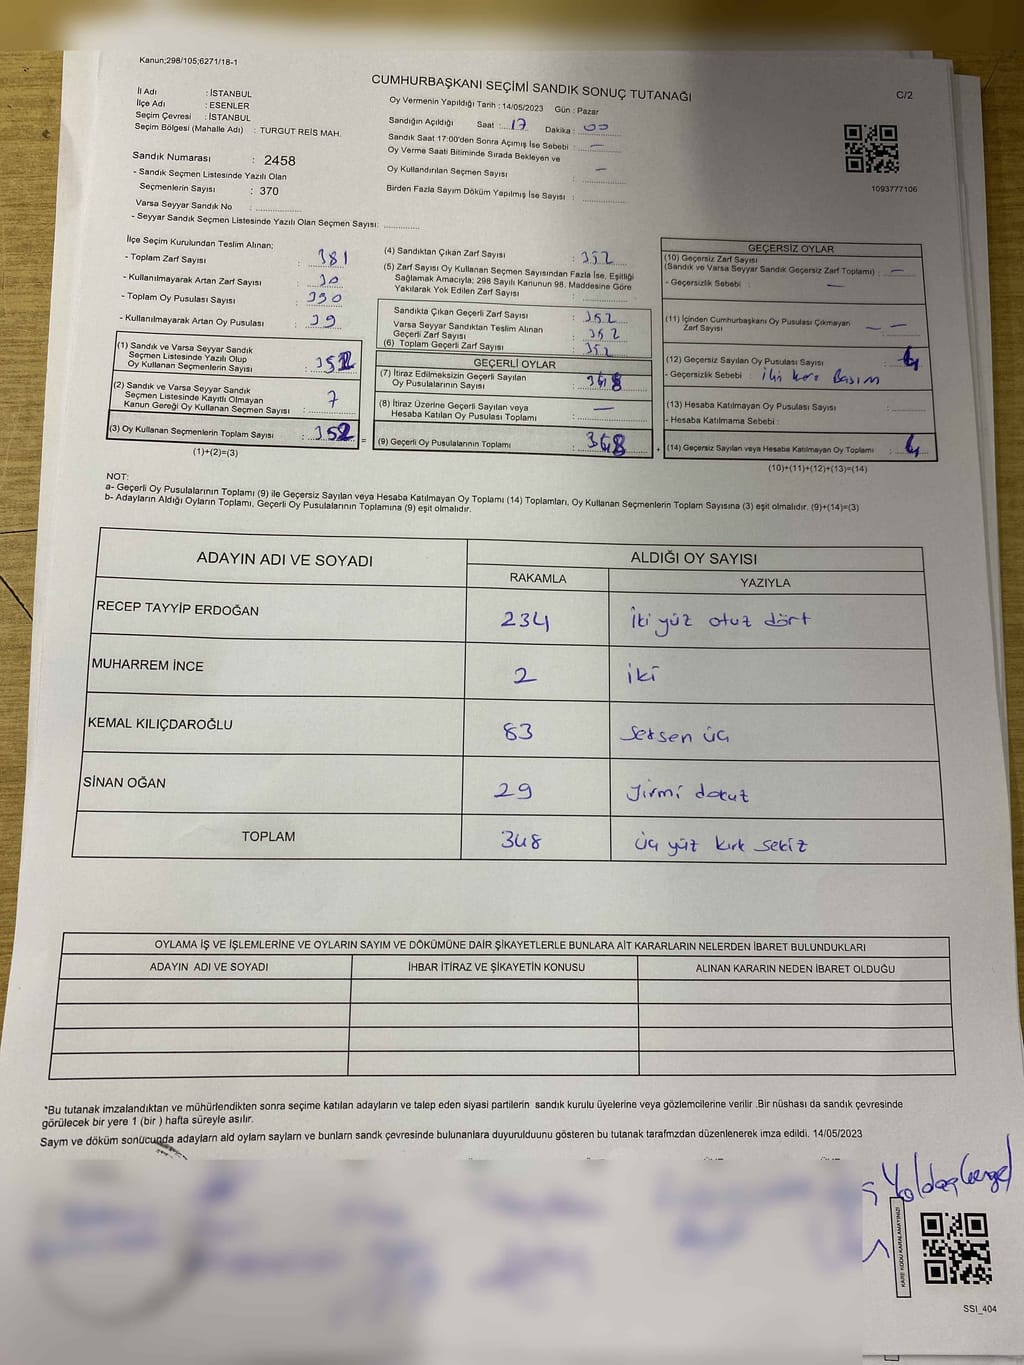 Kanun;298/105;6271/18-1
CUMHURBAŞKANI SEÇİMİ SANDIK SONUÇ TUTANAĞI
C/2
İl Adı : İSTANBUL
İlçe Adı : ESENLER
Seçim Çevresi : İSTANBUL
Seçim Bölgesi (Mahalle Adı) : TURGUT REİS MAH.
Sandık Numarası : 2458
- Sandık Seçmen Listesinde Yazılı Olan
Seçmenlerin Sayısı : 370
Varsa Seyyar Sandık No
- Seyyar Sandık Seçmen Listesinde Yazılı Olan Seçmen Sayısı:
Oy Vermenin Yapıldığı Tarih : 14/05/2023 Gün : Pazar
Sandığın Açıldığı Saat : 17 Dakika : 00
Sandık Saat 17:00'den Sonra Açımış İse Sebebi : —
Oy Verme Saati Bitiminde Sırada Bekleyen ve
Oy Kullandırılan Seçmen Sayısı : —
Birden Fazla Sayım Döküm Yapılmış İse Sayısı :
1093777106
İlçe Seçim Kurulundan Teslim Alınan;
- Toplam Zarf Sayısı : 381
- Kullanılmayarak Artan Zarf Sayısı :
- Toplam Oy Pusulası Sayısı :
- Kullanılmayarak Artan Oy Pusulası : 39
(1) Sandık ve Varsa Seyyar Sandık
Seçmen Listesinde Yazılı Olup
Oy Kullanan Seçmenlerin Sayısı :
(2) Sandık ve Varsa Seyyar Sandık
Seçmen Listesinde Kayıtlı Olmayan
Kanun Gereği Oy Kullanan Seçmen Sayısı : 7
(3) Oy Kullanan Seçmenlerin Toplam Sayısı : 352
(1)+(2)=(3)
(4) Sandıktan Çıkan Zarf Sayısı : 352
(5) Zarf Sayısı Oy Kullanan Seçmen Sayısından Fazla İse, Eşitliği
Sağlamak Amacıyla; 298 Sayılı Kanunun 98. Maddesine Göre
Yakılarak Yok Edilen Zarf Sayısı :
Sandıkta Çıkan Geçerli Zarf Sayısı : 352
Varsa Seyyar Sandıktan Teslim Alınan
Geçerli Zarf Sayısı : 352
(6) Toplam Geçerli Zarf Sayısı : 352
GEÇERLİ OYLAR
(7) İtiraz Edilmeksizin Geçerli Sayılan
Oy Pusulalarının Sayısı : 348
(8) İtiraz Üzerine Geçerli Sayılan veya
Hesaba Katılan Oy Pusulası Toplamı : —
(9) Geçerli Oy Pusulalarının Toplamı : 348
GEÇERSİZ OYLAR
(10) Geçersiz Zarf Sayısı
(Sandık ve Varsa Seyyar Sandık Geçersiz Zarf Toplamı) : —
- Geçersizlik Sebebi : —
(11) İçinden Cumhurbaşkanı Oy Pusulası Çıkmayan
Zarf Sayısı — —
(12) Geçersiz Sayılan Oy Pusulası Sayısı : 4
- Geçersizlik Sebebi : iki kere Basım
(13) Hesaba Katılmayan Oy Pusulası Sayısı :
- Hesaba Katılmama Sebebi :
(14) Geçersiz Sayılan veya Hesaba Katılmayan Oy Toplamı : 4
(10)+(11)+(12)+(13)=(14)
NOT:
a- Geçerli Oy Pusulalarının Toplamı (9) ile Geçersiz Sayılan veya Hesaba Katılmayan Oy Toplamı (14) Toplamları, Oy Kullanan Seçmenlerin Toplam Sayısına (3) eşit olmalıdır. (9)+(14)=(3)
b- Adayların Aldığı Oyların Toplamı, Geçerli Oy Pusulalarının Toplamına (9) eşit olmalıdır.
ADAYIN ADI VE SOYADI
ALDIĞI OY SAYISI
RAKAMLA YAZIYLA
RECEP TAYYİP ERDOĞAN 234 iki yüz otuz dört
MUHARREM İNCE 2 iki
KEMAL KILIÇDAROĞLU 83 seksen üç
SİNAN OĞAN 29 yirmi dokuz
TOPLAM 348 üç yüz kırk sekiz
OYLAMA İŞ VE İŞLEMLERİNE VE OYLARIN SAYIM VE DÖKÜMÜNE DAİR ŞİKAYETLERLE BUNLARA AİT KARARLARIN NELERDEN İBARET BULUNDUKLARI
ADAYIN ADI VE SOYADI İHBAR İTİRAZ VE ŞİKAYETİN KONUSU ALINAN KARARIN NEDEN İBARET OLDUĞU
*Bu tutanak imzalandıktan ve mühürlendikten sonra seçime katılan adayların ve talep eden siyasi partilerin sandık kurulu üyelerine veya gözlemcilerine verilir .Bir nüshası da sandık çevresinde
görülecek bir yere 1 (bir ) hafta süreyle asılır.
Saym ve döküm sonucunda adayların ald oylarn saylarn ve bunlarn sandk çevresinde bulunanlara duyurulduunu gösteren bu tutanak tarafmzdan düzenlenerek imza edildi. 14/05/2023
KARE KODU KARALAMAYINIZ!
SSI_404